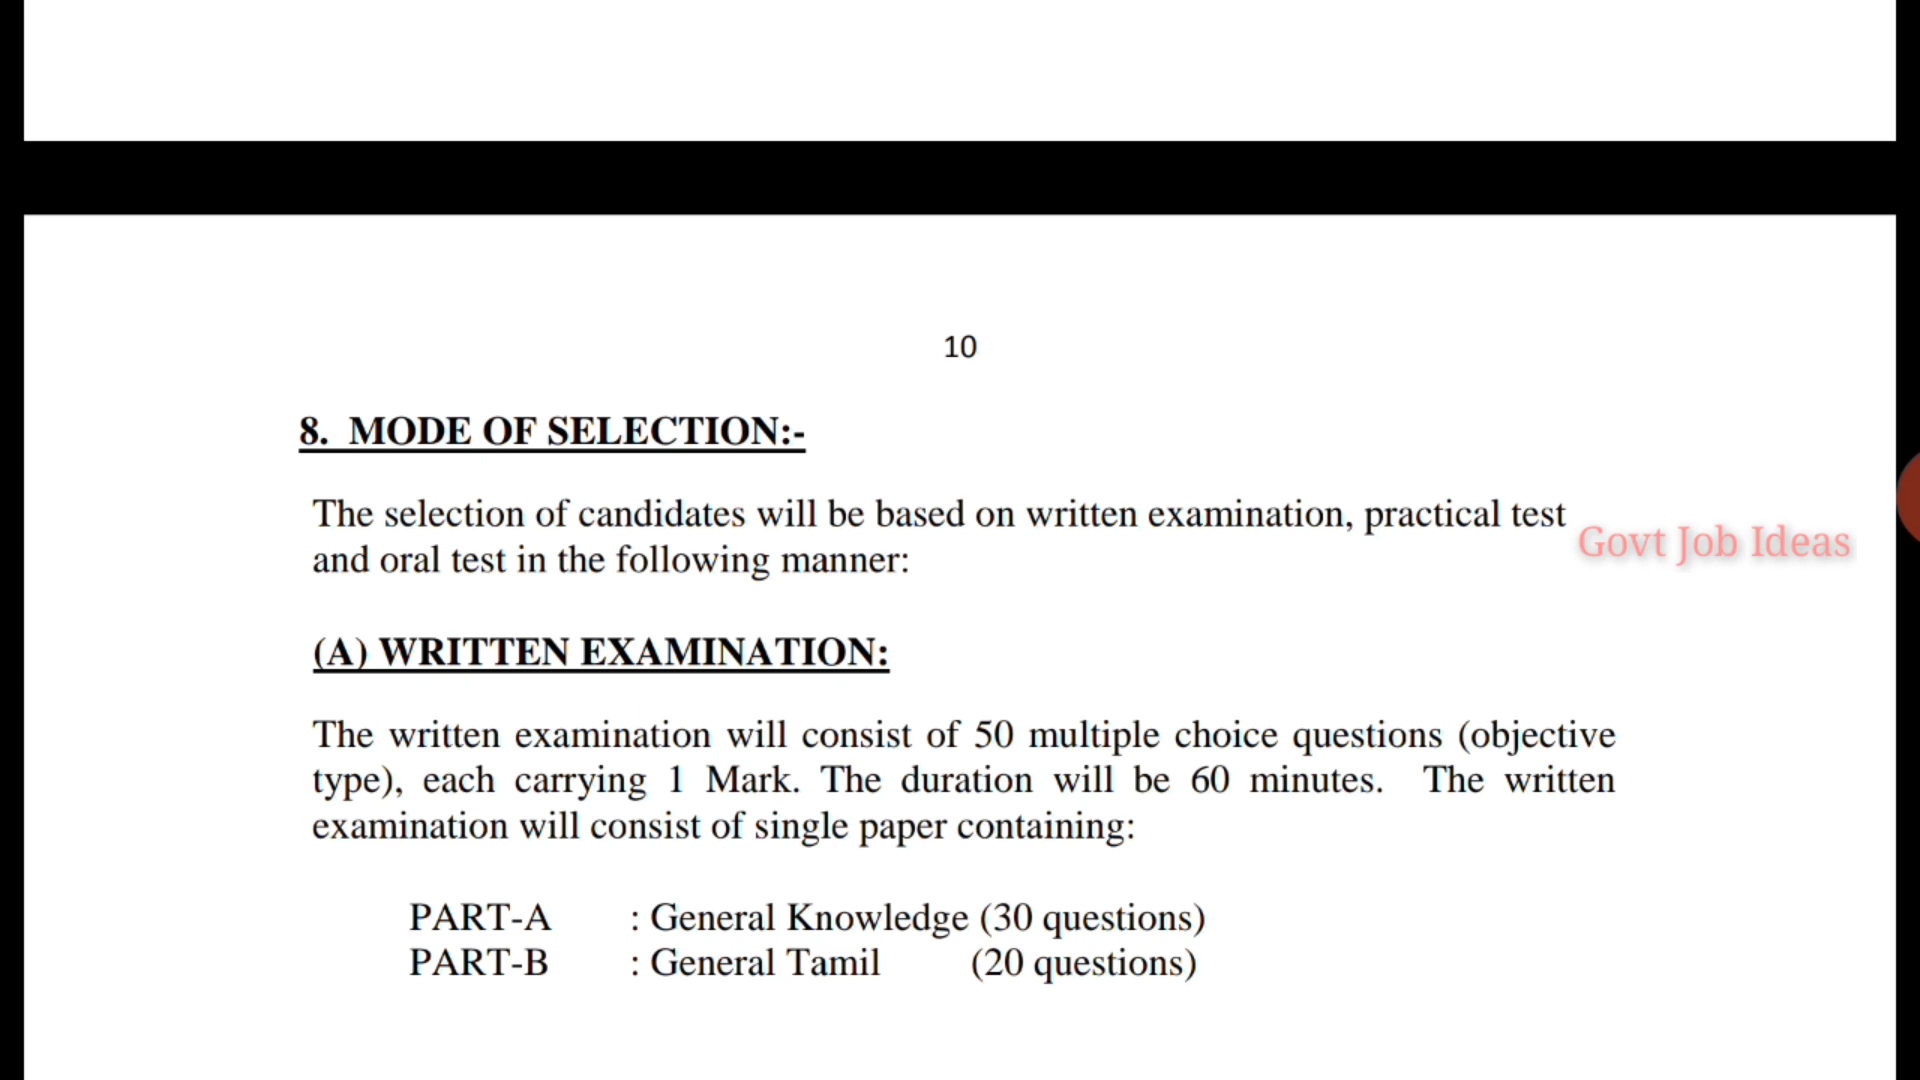 10
8. MODE OF SELECTION:-
The selection of candidates will be based on written examination, practical test
Govt Job Ideas
and oral test in the following manner:
(A) WRITTEN EXAMINATION:
The written examination will consist of 50 multiple choice questions (objective
type), each carrying 1 Mark. The duration will be 60 minutes. The written
examination will consist of single paper containing:
PART-A : General Knowledge (30 questions)
PART-B : General Tamil (20 questions)